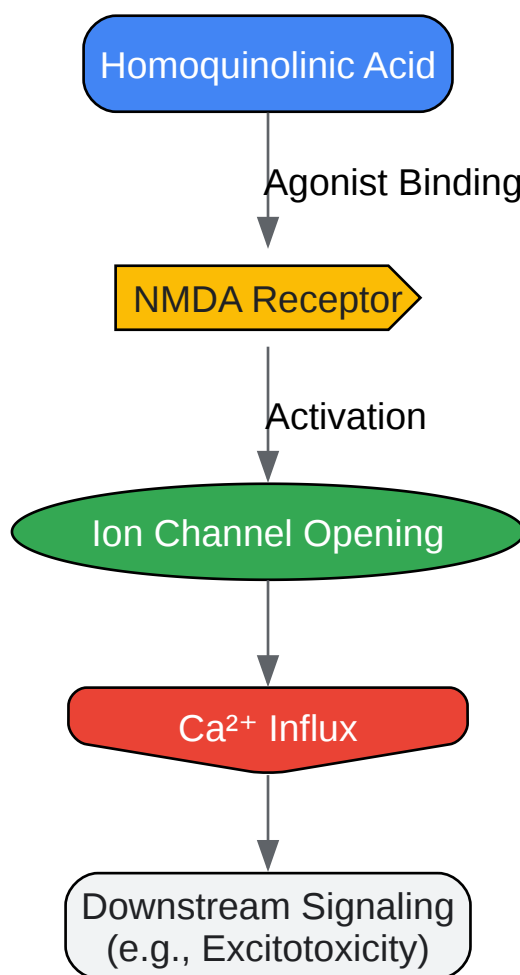 Homoquinolinic Acid
Agonist Binding
NMDA Receptor
Activation
Ion Channel Opening
Ca²⁺ Influx
Downstream Signaling
(e.g., Excitotoxicity)